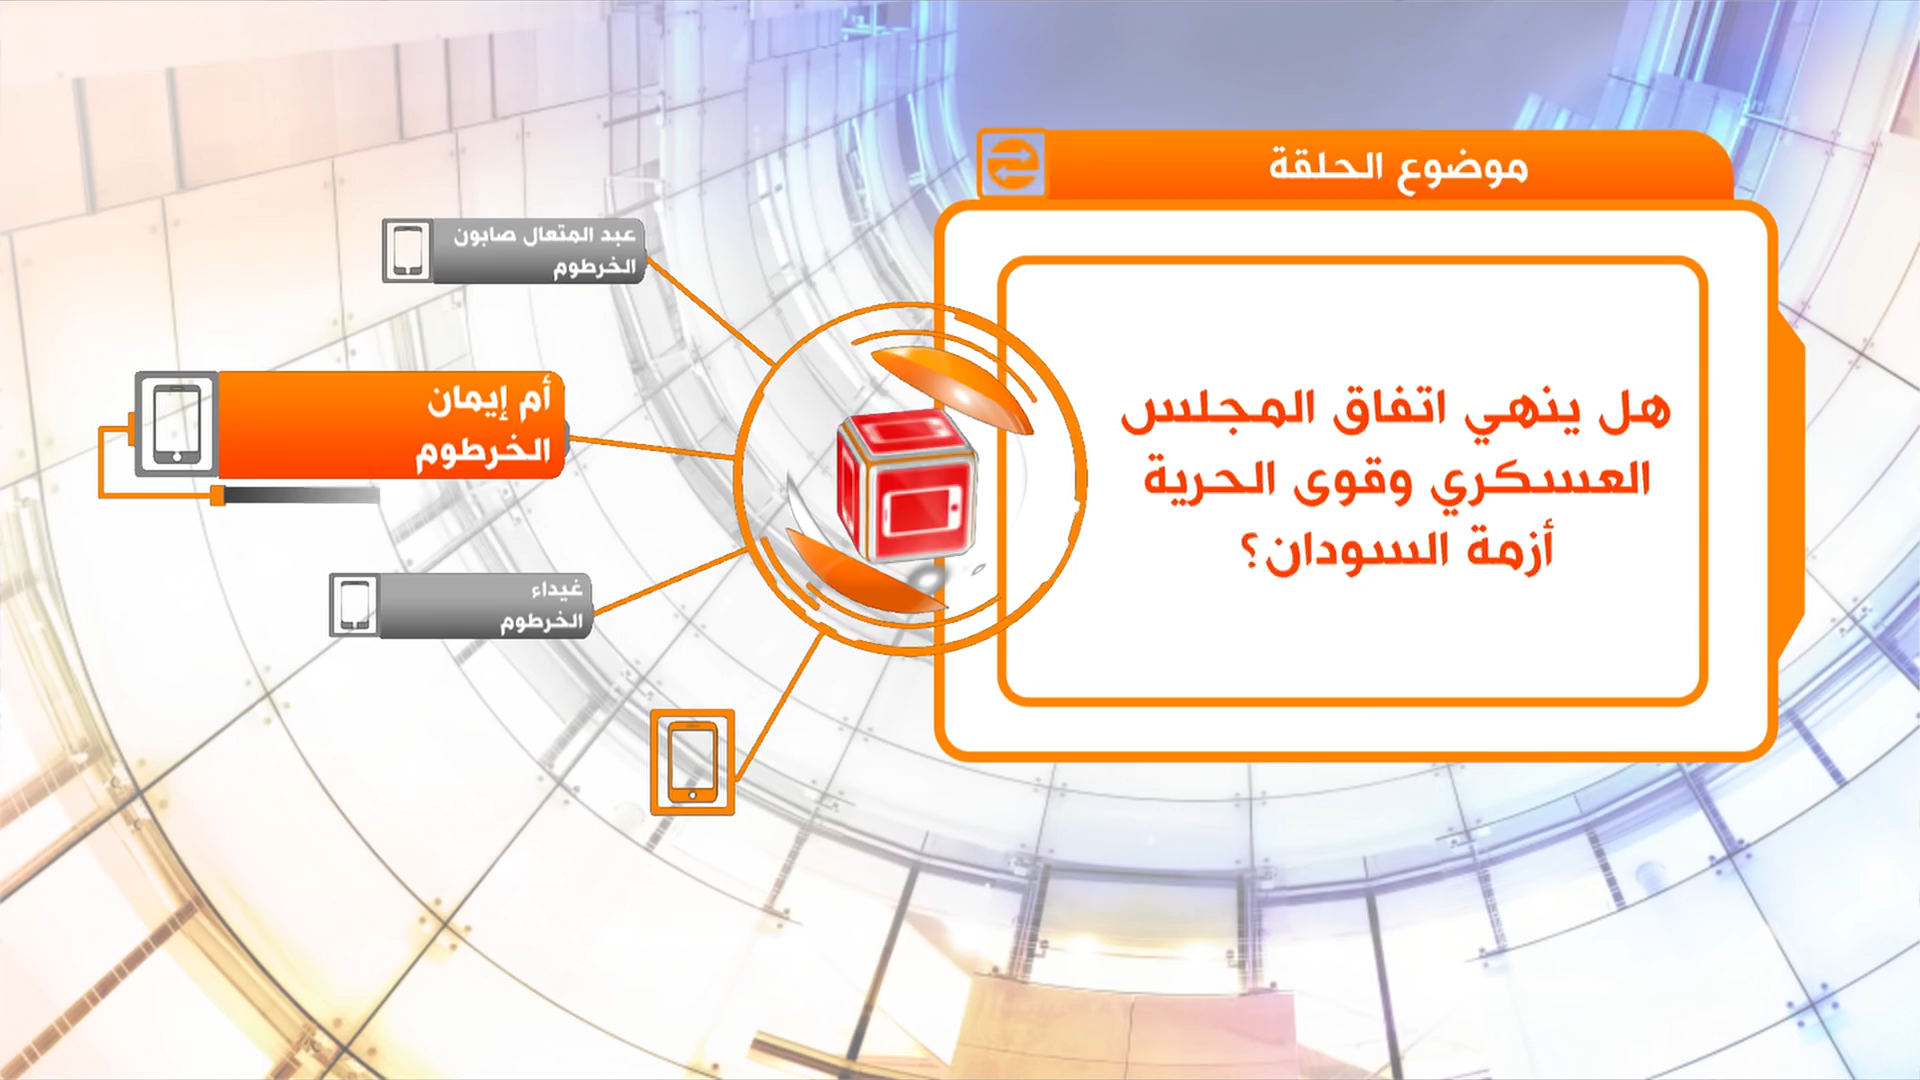 موضوع الحلقة
هل ينهي اتفاق المجلس
العسكري وقوى الحرية
أزمة السودان؟
عبد المتعال صابون
الخرطوم
أم إيمان
الخرطوم
غيداء
الخرطوم